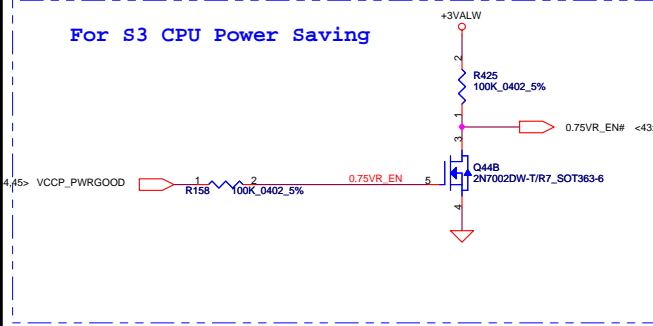 +3VALW
For S3 CPU Power Saving
2
R425
100K_0402_5%
1
0.75VR_EN# <43>
3
Q44B
2N7002DW-T/R7_SOT363-6
4,45> VCCP_PWRGOOD
1
2
0.75VR_EN
5
R158
100K_0402_5%
4